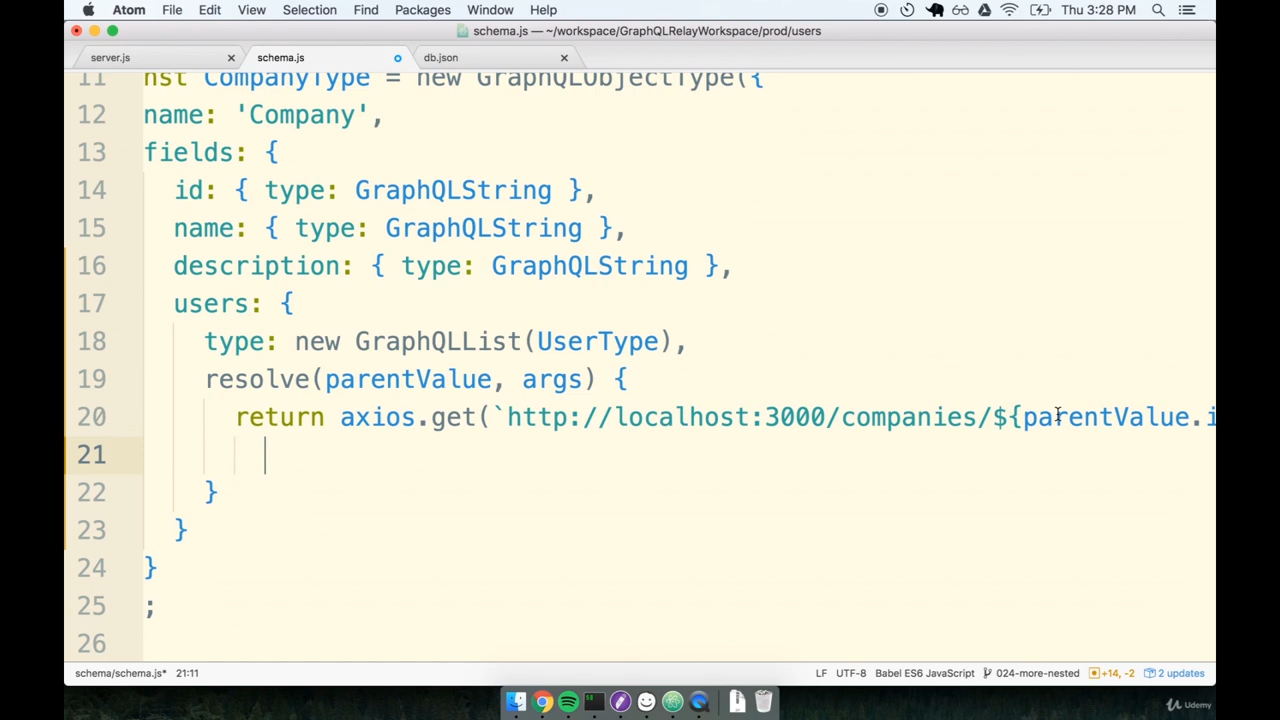 Atom File Edit View Selection Find Packages Window Help Thu 3:28 PM
schema.js — ~/workspace/GraphQLRelayWorkspace/prod/users
server.js schema.js db.json
11 nst CompanyType = new GraphQLObjectType({
12 name: 'Company',
13 fields: {
14 id: { type: GraphQLString },
15 name: { type: GraphQLString },
16 description: { type: GraphQLString },
17 users: {
18 type: new GraphQLList(UserType),
19 resolve(parentValue, args) {
20 return axios.get(`http://localhost:3000/companies/${parentValue.i
21
22 }
23 }
24 }
25 ;
26
schema/schema.js* 21:11 LF UTF-8 Babel ES6 JavaScript 024-more-nested +14, -2 2 updates
Udemy